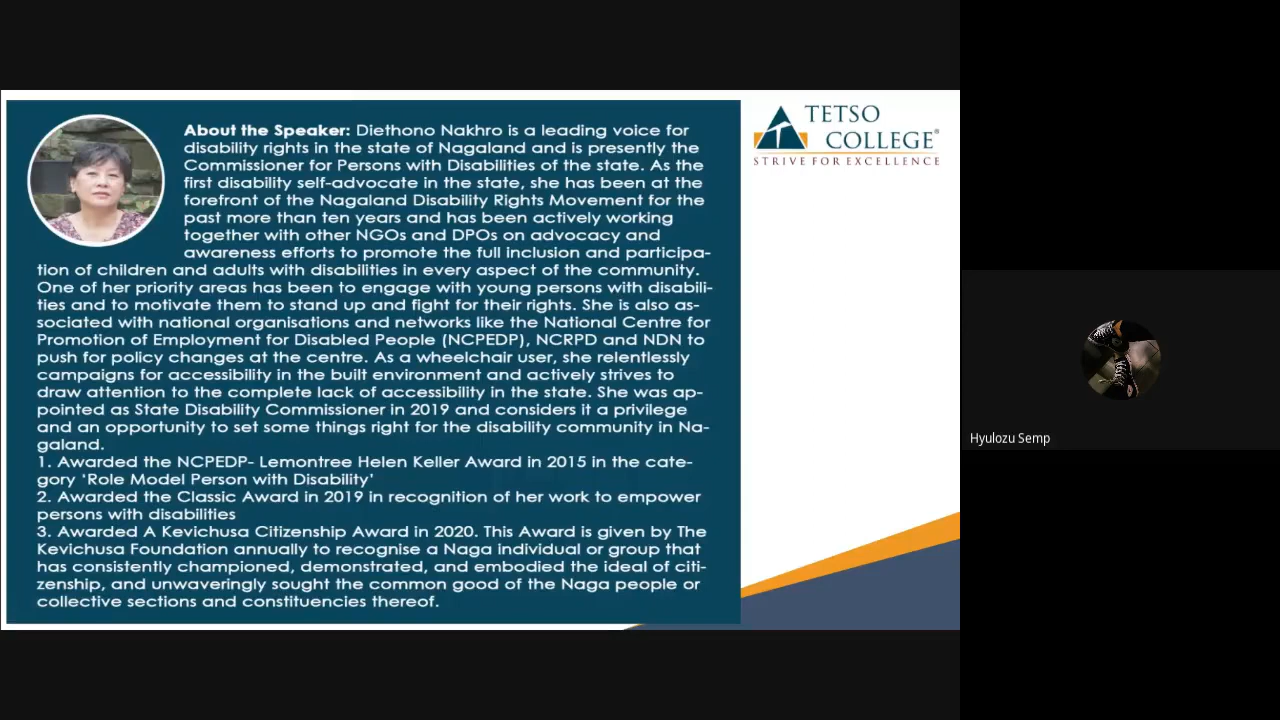 About the Speaker: Diethono Nakhro is a leading voice for
disability rights in the state of Nagaland and is presently the
Commissioner for Persons with Disabilities of the state. As the
first disability self-advocate in the state, she has been at the
forefront of the Nagaland Disability Rights Movement for the
past more than ten years and has been actively working
together with other NGOs and DPOs on advocacy and
awareness efforts to promote the full inclusion and participa-
tion of children and adults with disabilities in every aspect of the community.
One of her priority areas has been to engage with young persons with disabili-
ties and to motivate them to stand up and fight for their rights. She is also as-
sociated with national organisations and networks like the National Centre for
Promotion of Employment for Disabled People (NCPEDP), NCRPD and NDN to
push for policy changes at the centre. As a wheelchair user, she relentlessly
campaigns for accessibility in the built environment and actively strives to
draw attention to the complete lack of accessibility in the state. She was ap-
pointed as State Disability Commissioner in 2019 and considers it a privilege
and an opportunity to set some things right for the disability community in Na-
galand.
1. Awarded the NCPEDP- Lemontree Helen Keller Award in 2015 in the cate-
gory ‘Role Model Person with Disability’
2. Awarded the Classic Award in 2019 in recognition of her work to empower
persons with disabilities
3. Awarded A Kevichusa Citizenship Award in 2020. This Award is given by The
Kevichusa Foundation annually to recognise a Naga individual or group that
has consistently championed, demonstrated, and embodied the ideal of citi-
zenship, and unwaveringly sought the common good of the Naga people or
collective sections and constituencies thereof.
TETSO
COLLEGE®
STRIVE FOR EXCELLENCE
Hyulozu Semp